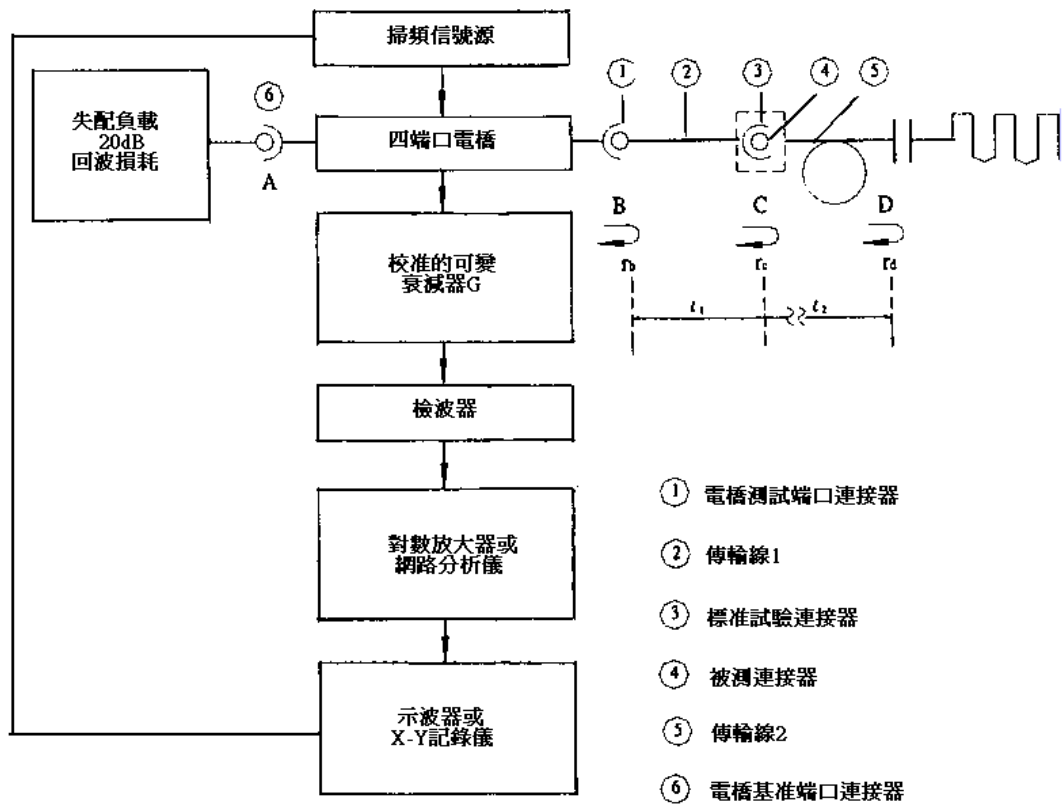 掃頻信號源
失配負載
20dB
回波損耗
⑥
A
四端口電橋
①
②
③
④
⑤
B
C
D
r_b
r_c
r_d
ℓ₁
ℓ₂
校准的可變
衰減器G
檢波器
對數放大器或
網路分析儀
示波器或
X-Y記錄儀
① 電橋測試端口連接器
② 傳輸線1
③ 標准試驗連接器
④ 被測連接器
⑤ 傳輸線2
⑥ 電橋基准端口連接器